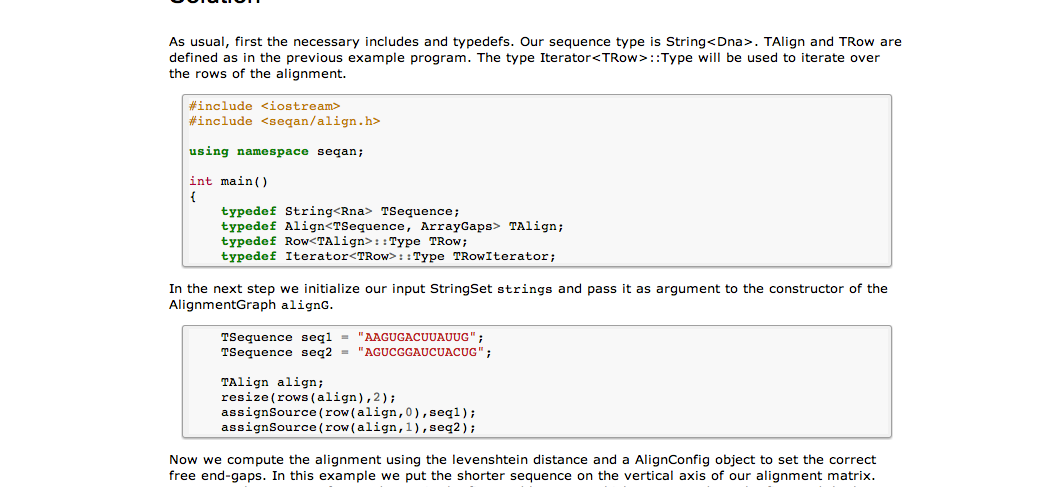 Solution
As usual, first the necessary includes and typedefs. Our sequence type is String<Dna>. TAlign and TRow are
defined as in the previous example program. The type Iterator<TRow>::Type will be used to iterate over
the rows of the alignment.
#include <iostream>
#include <seqan/align.h>
using namespace seqan;
int main()
{
typedef String<Rna> TSequence;
typedef Align<TSequence, ArrayGaps> TAlign;
typedef Row<TAlign>::Type TRow;
typedef Iterator<TRow>::Type TRowIterator;
In the next step we initialize our input StringSet strings and pass it as argument to the constructor of the
AlignmentGraph alignG.
TSequence seq1 = "AAGUGACUUAUUG";
TSequence seq2 = "AGUCGGAUCUACUG";
TAlign align;
resize(rows(align),2);
assignSource(row(align,0),seq1);
assignSource(row(align,1),seq2);
Now we compute the alignment using the levenshtein distance and a AlignConfig object to set the correct
free end-gaps. In this example we put the shorter sequence on the vertical axis of our alignment matrix.